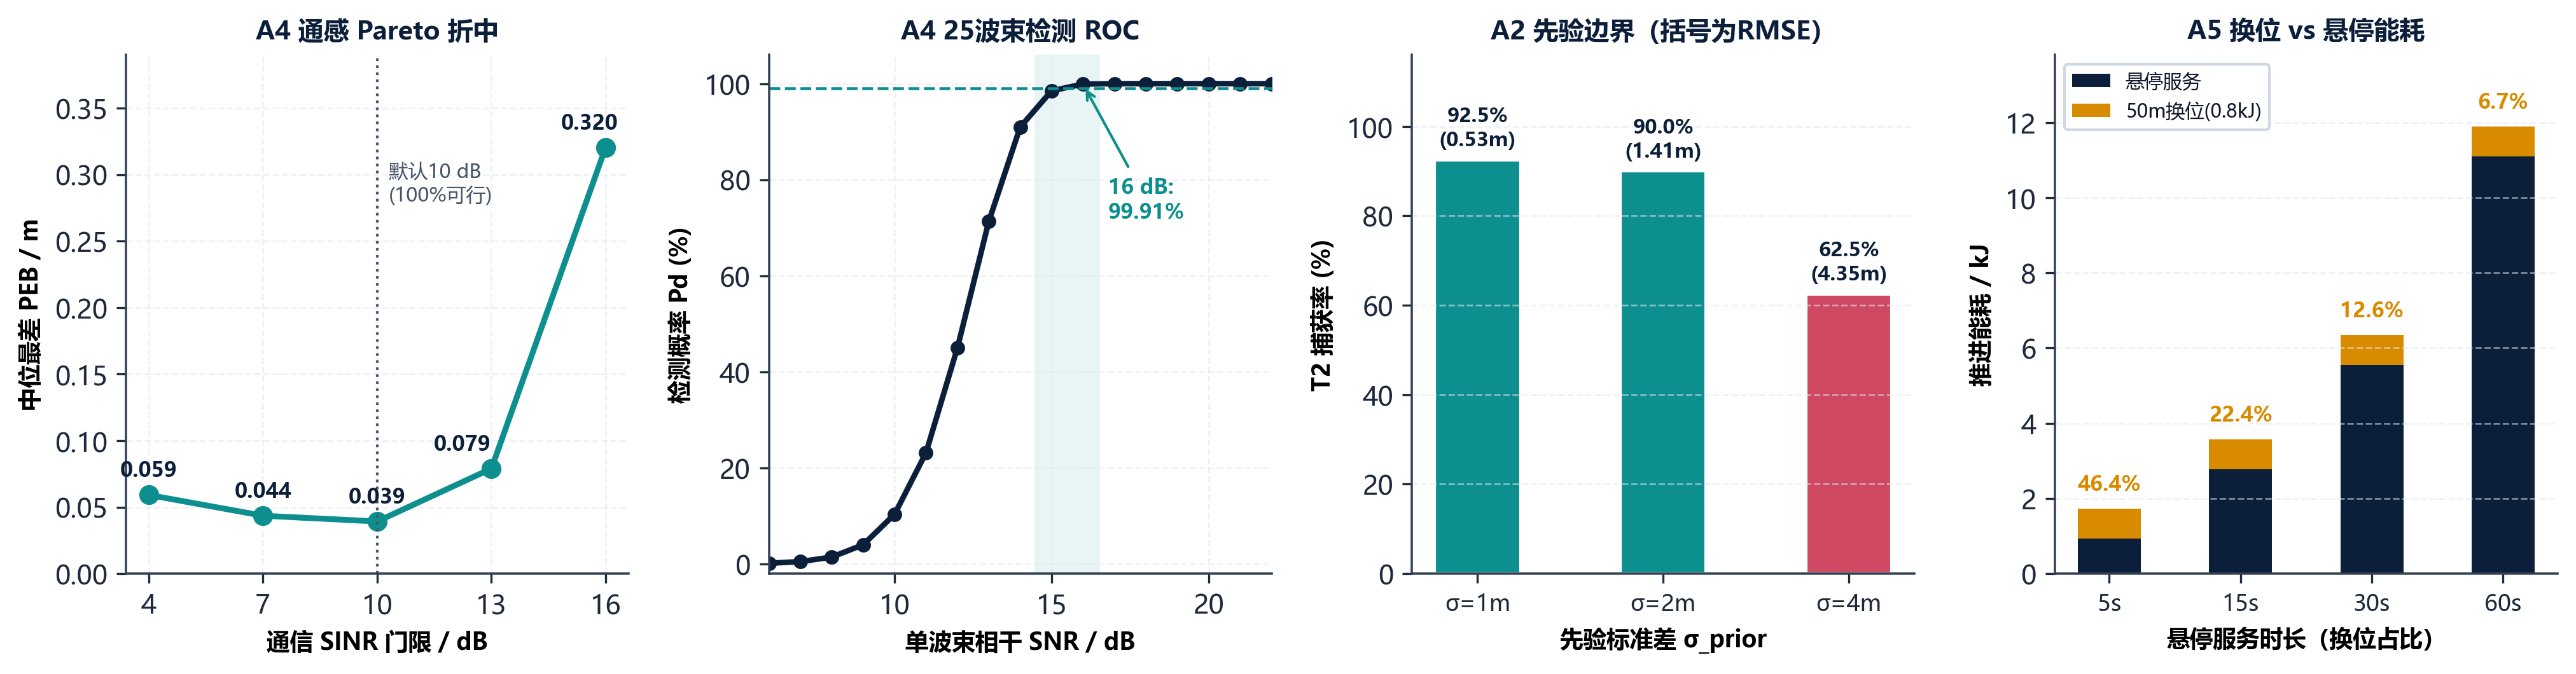 A4 通感 Pareto 折中
中位最差 PEB / m
0.35
0.30
0.25
0.20
0.15
0.10
0.05
0.00
0.059
0.044
0.039
0.079
0.320
默认10 dB
(100%可行)
4
7
10
13
16
通信 SINR 门限 / dB
A4 25波束检测 ROC
检测概率 Pd (%)
100
80
60
40
20
0
16 dB:
99.91%
10
15
20
单波束相干 SNR / dB
A2 先验边界（括号为RMSE）
T2 捕获率 (%)
100
80
60
40
20
0
92.5%
(0.53m)
90.0%
(1.41m)
62.5%
(4.35m)
σ=1m
σ=2m
σ=4m
先验标准差 σ_prior
A5 换位 vs 悬停能耗
推进能耗 / kJ
12
10
8
6
4
2
0
悬停服务
50m换位(0.8kJ)
46.4%
22.4%
12.6%
6.7%
5s
15s
30s
60s
悬停服务时长（换位占比）